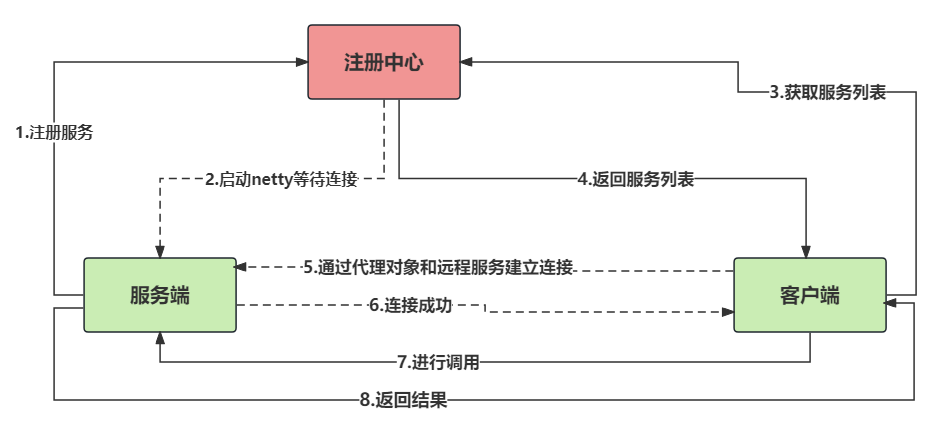 注册中心
3.获取服务列表
1.注册服务
2.启动netty等待连接
4.返回服务列表
5.通过代理对象和远程服务建立连接
服务端
客户端
6.连接成功
7.进行调用
8.返回结果